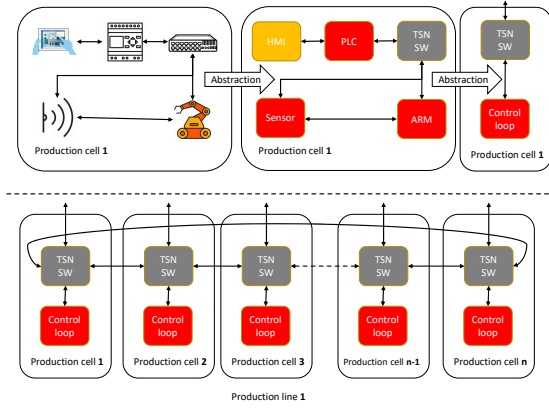 HMI
PLC
TSN
SW
TSN
SW
Abstraction
Abstraction
Sensor
ARM
Control
loop
Production cell 1
Production cell 1
Production cell 1
TSN
SW
TSN
SW
TSN
SW
TSN
SW
TSN
SW
Control
loop
Control
loop
Control
loop
Control
loop
Control
loop
Production cell 1
Production cell 2
Production cell 3
Production cell n-1
Production cell n
Production line 1